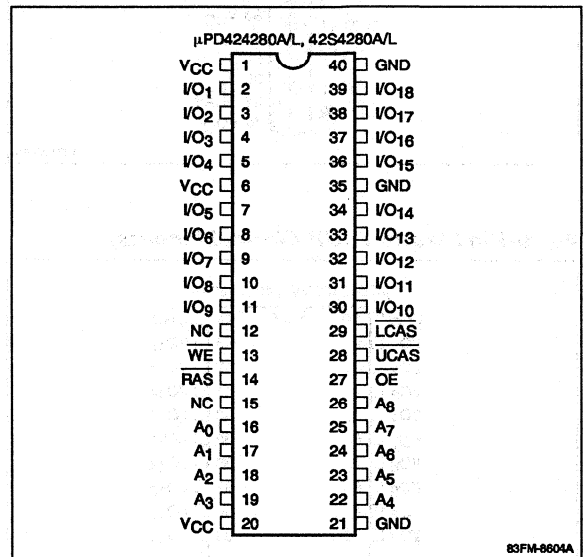 µPD424280A/L, 42S4280A/L
VCC 1 40 GND
I/O1 2 39 I/O18
I/O2 3 38 I/O17
I/O3 4 37 I/O16
I/O4 5 36 I/O15
VCC 6 35 GND
I/O5 7 34 I/O14
I/O6 8 33 I/O13
I/O7 9 32 I/O12
I/O8 10 31 I/O11
I/O9 11 30 I/O10
NC 12 29 LCAS
WE 13 28 UCAS
RAS 14 27 OE
NC 15 26 A8
A0 16 25 A7
A1 17 24 A6
A2 18 23 A5
A3 19 22 A4
VCC 20 21 GND
83FM-8604A